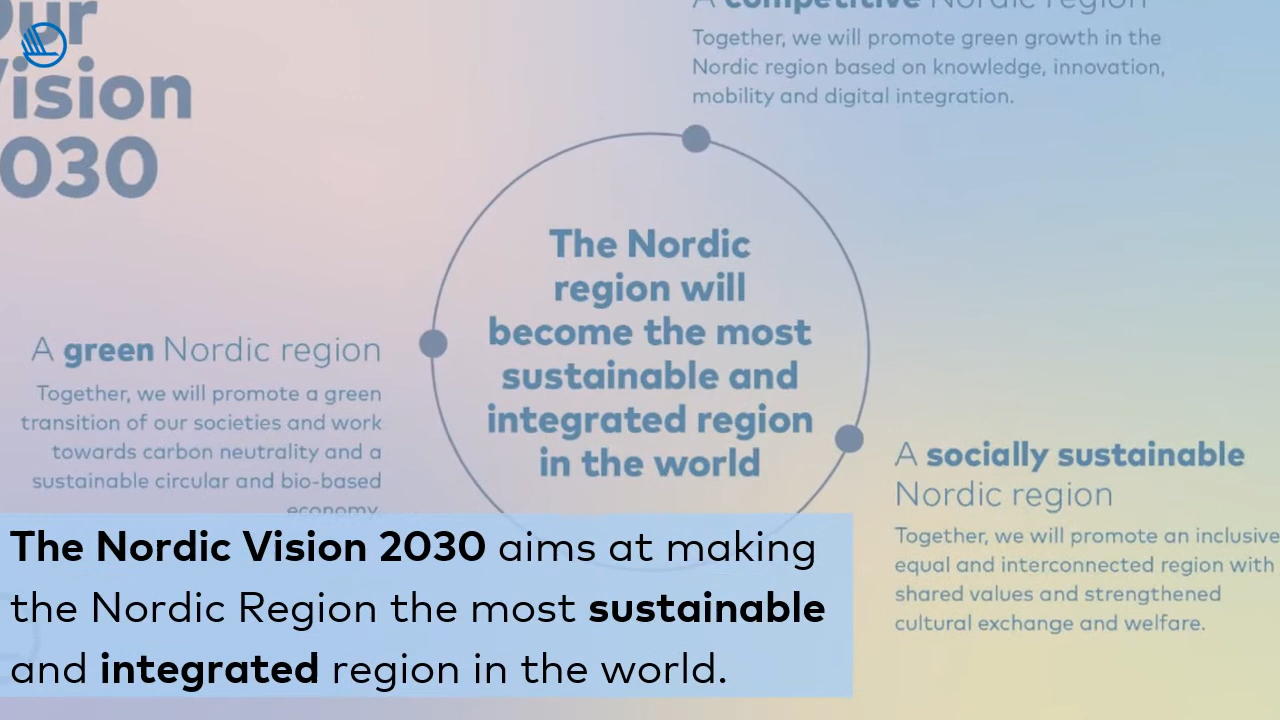 Our
Vision
2030
A competitive Nordic region
Together, we will promote green growth in the
Nordic region based on knowledge, innovation,
mobility and digital integration.
The Nordic
region will
become the most
sustainable and
integrated region
in the world
A green Nordic region
Together, we will promote a green
transition of our societies and work
towards carbon neutrality and a
sustainable circular and bio-based
economy.
A socially sustainable
Nordic region
Together, we will promote an inclusive
equal and interconnected region with
shared values and strengthened
cultural exchange and welfare.
The Nordic Vision 2030 aims at making
the Nordic Region the most sustainable
and integrated region in the world.